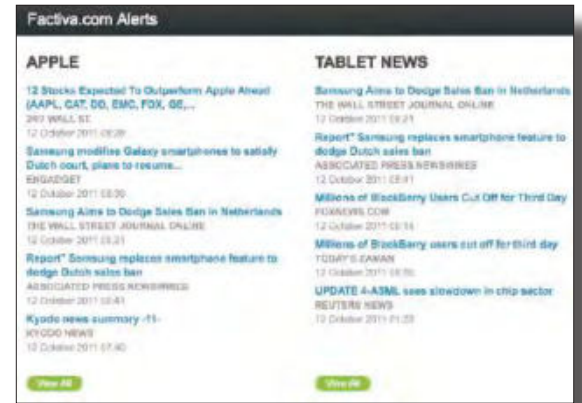 Factiva.com Alerts
APPLE
12 Stocks Expected To Outperform Apple Ahead
(AAPL, CAT, DD, EMC, FOX, GE,...
24/7 WALL ST.
12 October 2011
Samsung modifies Galaxy smartphones to satisfy
Dutch court, plans to resume...
ENGADGET
12 October 2011
Samsung Aims to Dodge Sales Ban in Netherlands
THE WALL STREET JOURNAL ONLINE
12 October 2011
Report" Samsung replaces smartphone feature to
dodge Dutch sales ban
ASSOCIATED PRESS NEWSWIRES
12 October 2011
Kyodo news summary -11-
KYODO NEWS
12 October 2011 07:40
View All
TABLET NEWS
Samsung Aims to Dodge Sales Ban in Netherlands
THE WALL STREET JOURNAL ONLINE
12 October 2011
Report" Samsung replaces smartphone feature to
dodge Dutch sales ban
ASSOCIATED PRESS NEWSWIRES
12 October 2011
Millions of BlackBerry Users Cut Off for Third Day
FOXNEWS.COM
12 October 2011
Millions of BlackBerry users cut off for third day
TODAY'S ZAMAN
12 October 2011
UPDATE 4-ASML sees slowdown in chip sector
REUTERS NEWS
12 October 2011
View All